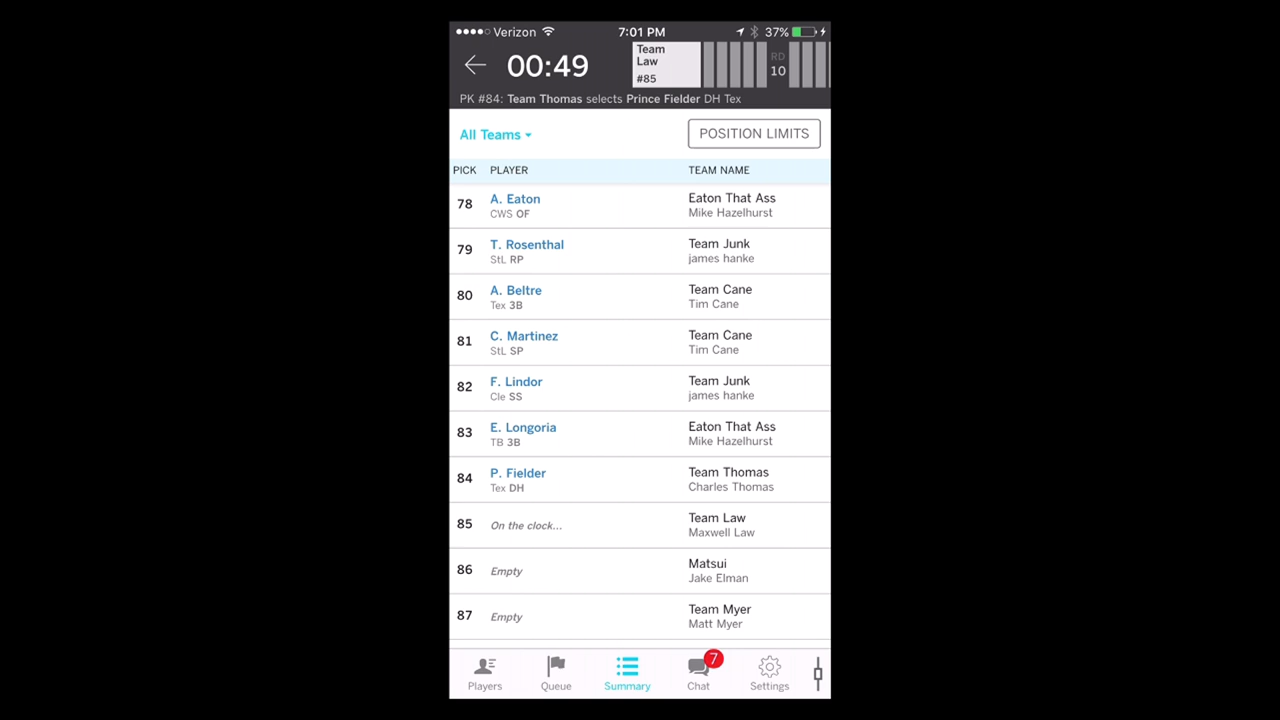 Verizon 7:01 PM 37%
00:49
Team
Law
#85
RD
10
PK #84: Team Thomas selects Prince Fielder DH Tex
All Teams
POSITION LIMITS
PICK PLAYER TEAM NAME
78 A. Eaton Eaton That Ass
CWS OF Mike Hazelhurst
79 T. Rosenthal Team Junk
StL RP james hanke
80 A. Beltre Team Cane
Tex 3B Tim Cane
81 C. Martinez Team Cane
StL SP Tim Cane
82 F. Lindor Team Junk
Cle SS james hanke
83 E. Longoria Eaton That Ass
TB 3B Mike Hazelhurst
84 P. Fielder Team Thomas
Tex DH Charles Thomas
85 On the clock... Team Law
Maxwell Law
86 Empty Matsui
Jake Elman
87 Empty Team Myer
Matt Myer
7
Players Queue Summary Chat Settings